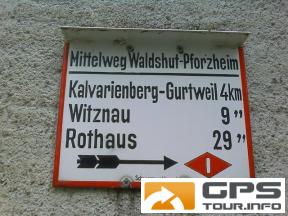 Mittelweg Waldshut-Pforzheim
Kalvarienberg-Gurtweil 4km
Witznau 9"
Rothaus 29"
GPS
TOUR.INFO